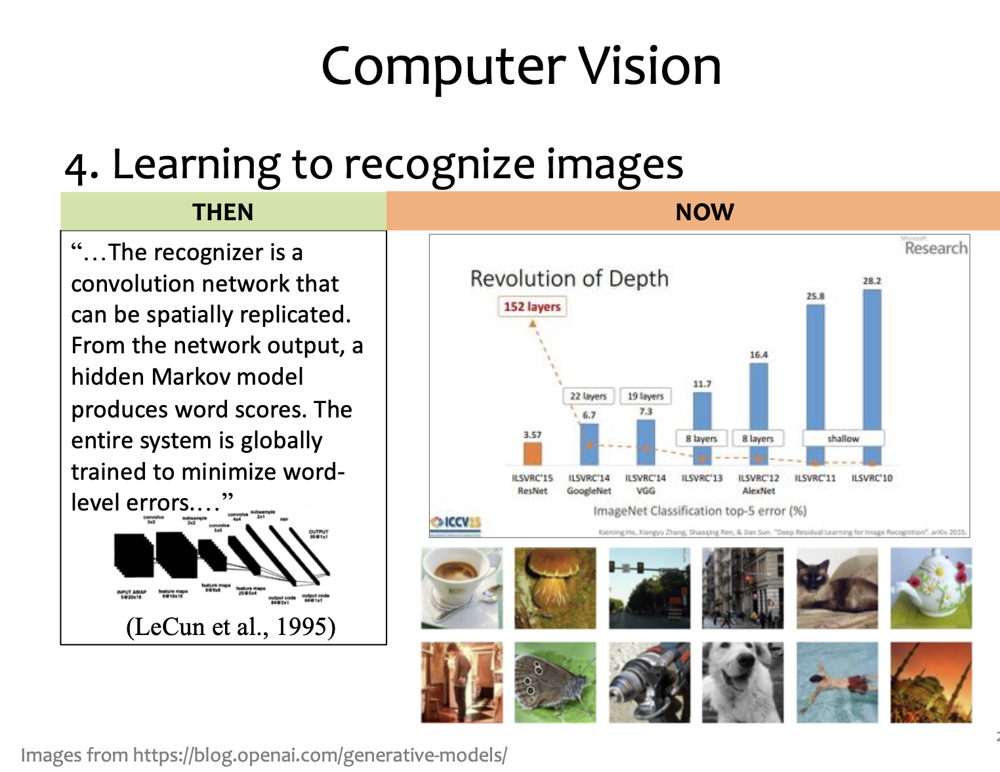 Computer Vision
4. Learning to recognize images
THEN
“…The recognizer is a
convolution network that
can be spatially replicated.
From the network output, a
hidden Markov model
produces word scores. The
entire system is globally
trained to minimize word-
level errors.…”
convolve
3x3
subsample
2x2
convolve
5x5
convolve
4x4
subsample
2x1
RBF
OUTPUT
INPUT AMAP
5@20x18
feature maps
8@18x16
feature maps
8@9x8
feature maps
25@5x4
output code
84@2x1
output code
84@1x1
(LeCun et al., 1995)
NOW
Microsoft
Research
Revolution of Depth
152 layers
28.2
25.8
16.4
11.7
22 layers
19 layers
6.7
7.3
3.57
8 layers
8 layers
shallow
ILSVRC'15
ResNet
ILSVRC'14
GoogleNet
ILSVRC'14
VGG
ILSVRC'13
ILSVRC'12
AlexNet
ILSVRC'11
ILSVRC'10
ImageNet Classification top-5 error (%)
ICCV15
Kaiming He, Xiangyu Zhang, Shaoqing Ren, & Jian Sun. "Deep Residual Learning for Image Recognition". arXiv 2015.
Images from https://blog.openai.com/generative-models/